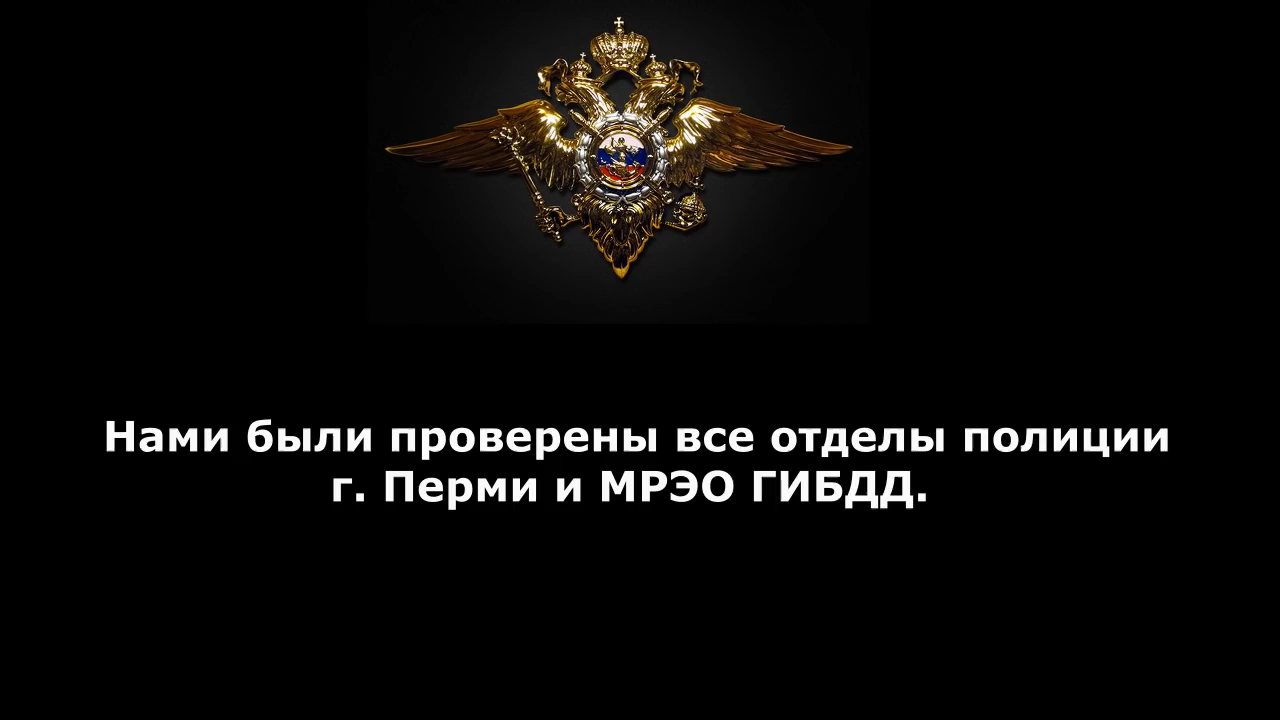 Нами были проверены все отделы полиции
г. Перми и МРЭО ГИБДД.